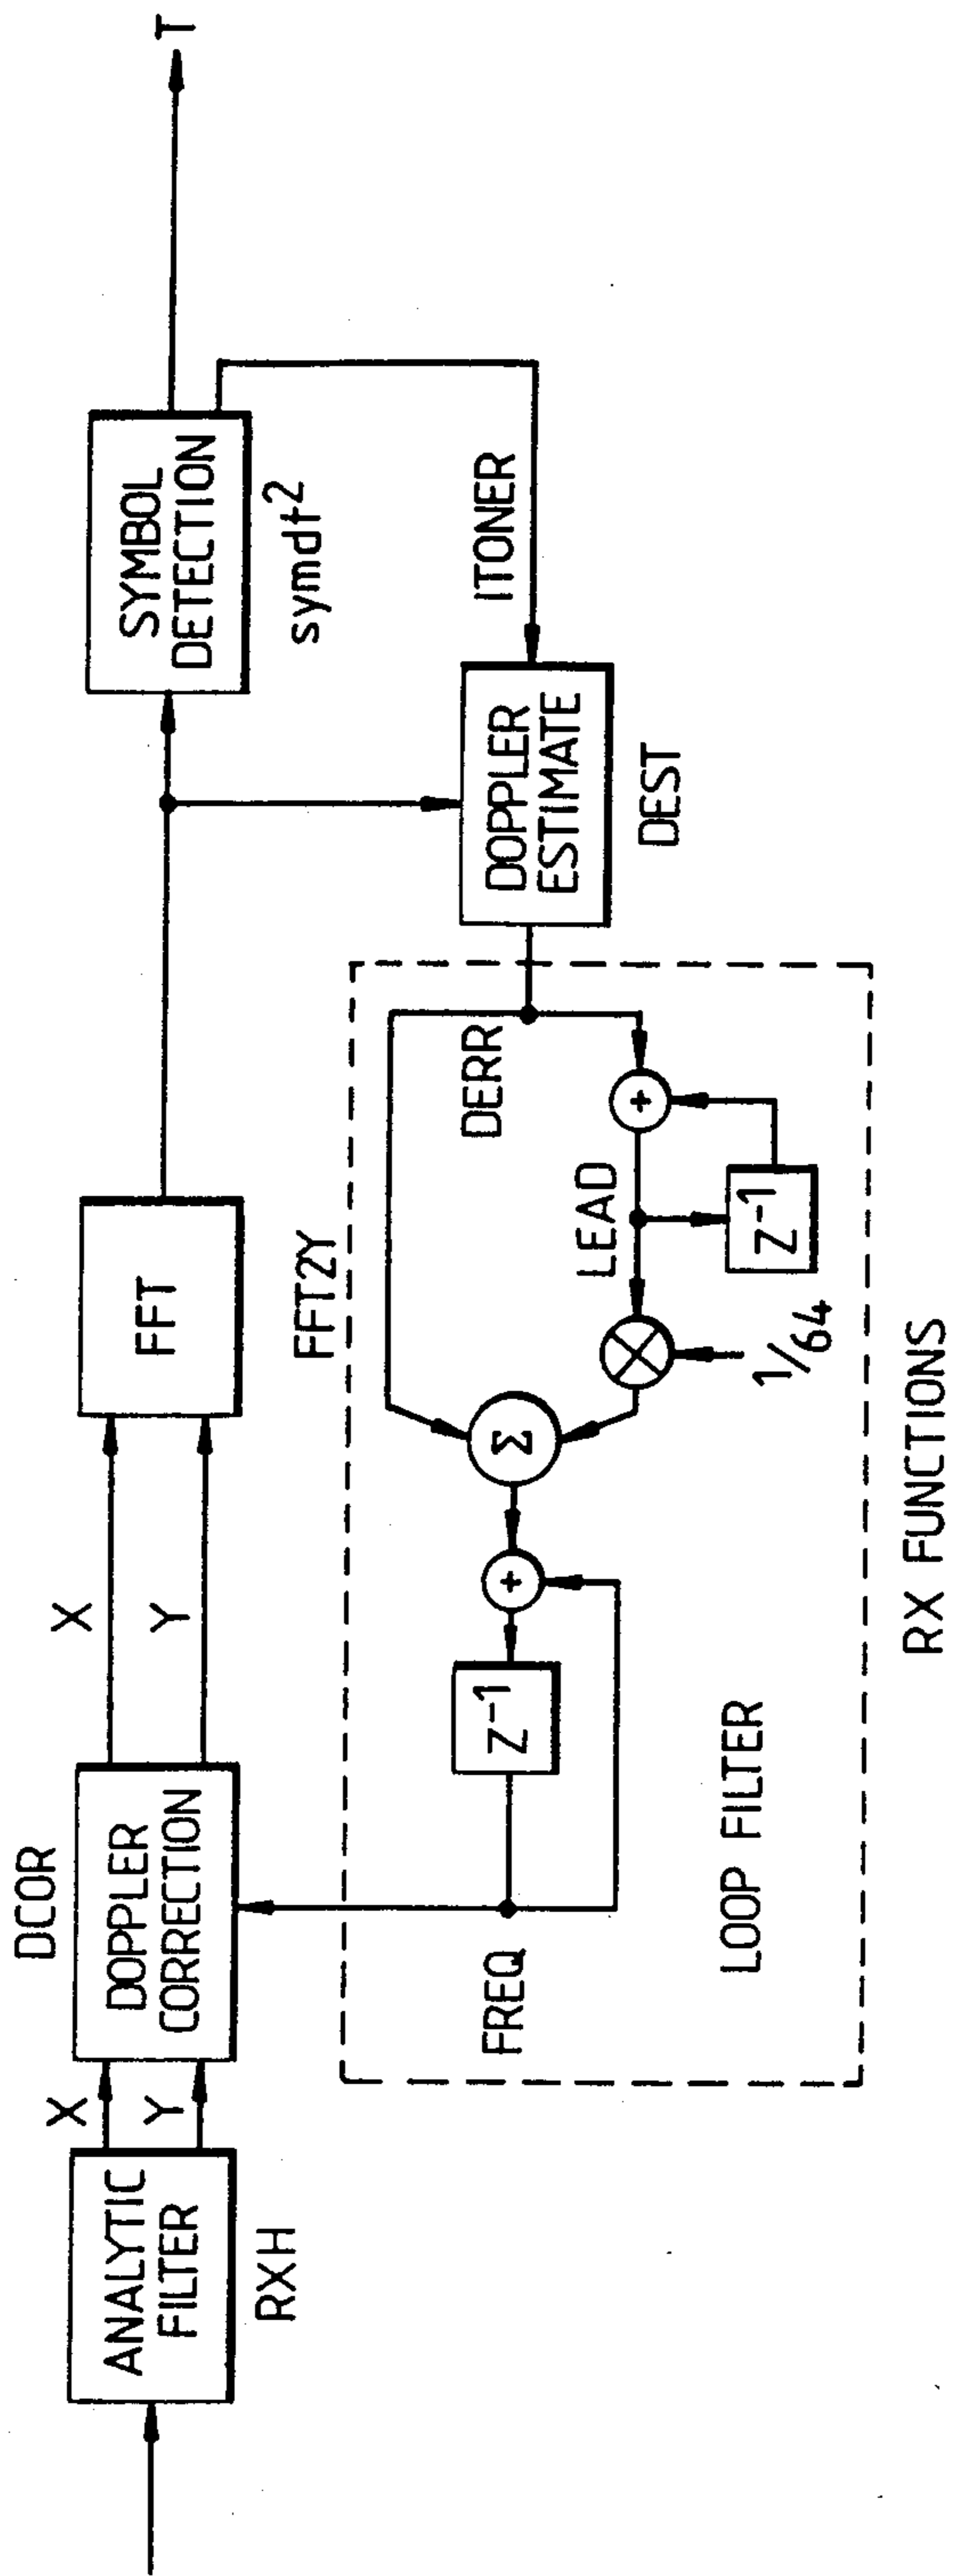 DCOR
ANALYTIC
FILTER
RXH
X
Y
DOPPLER
CORRECTION
X
Y
FFT
FFT2Y
SYMBOL
DETECTION
symdt²
T
ITONER
DOPPLER
ESTIMATE
DEST
DERR
LEAD
+
Z⁻¹
1/64
Σ
+
Z⁻¹
FREQ
LOOP FILTER
RX FUNCTIONS